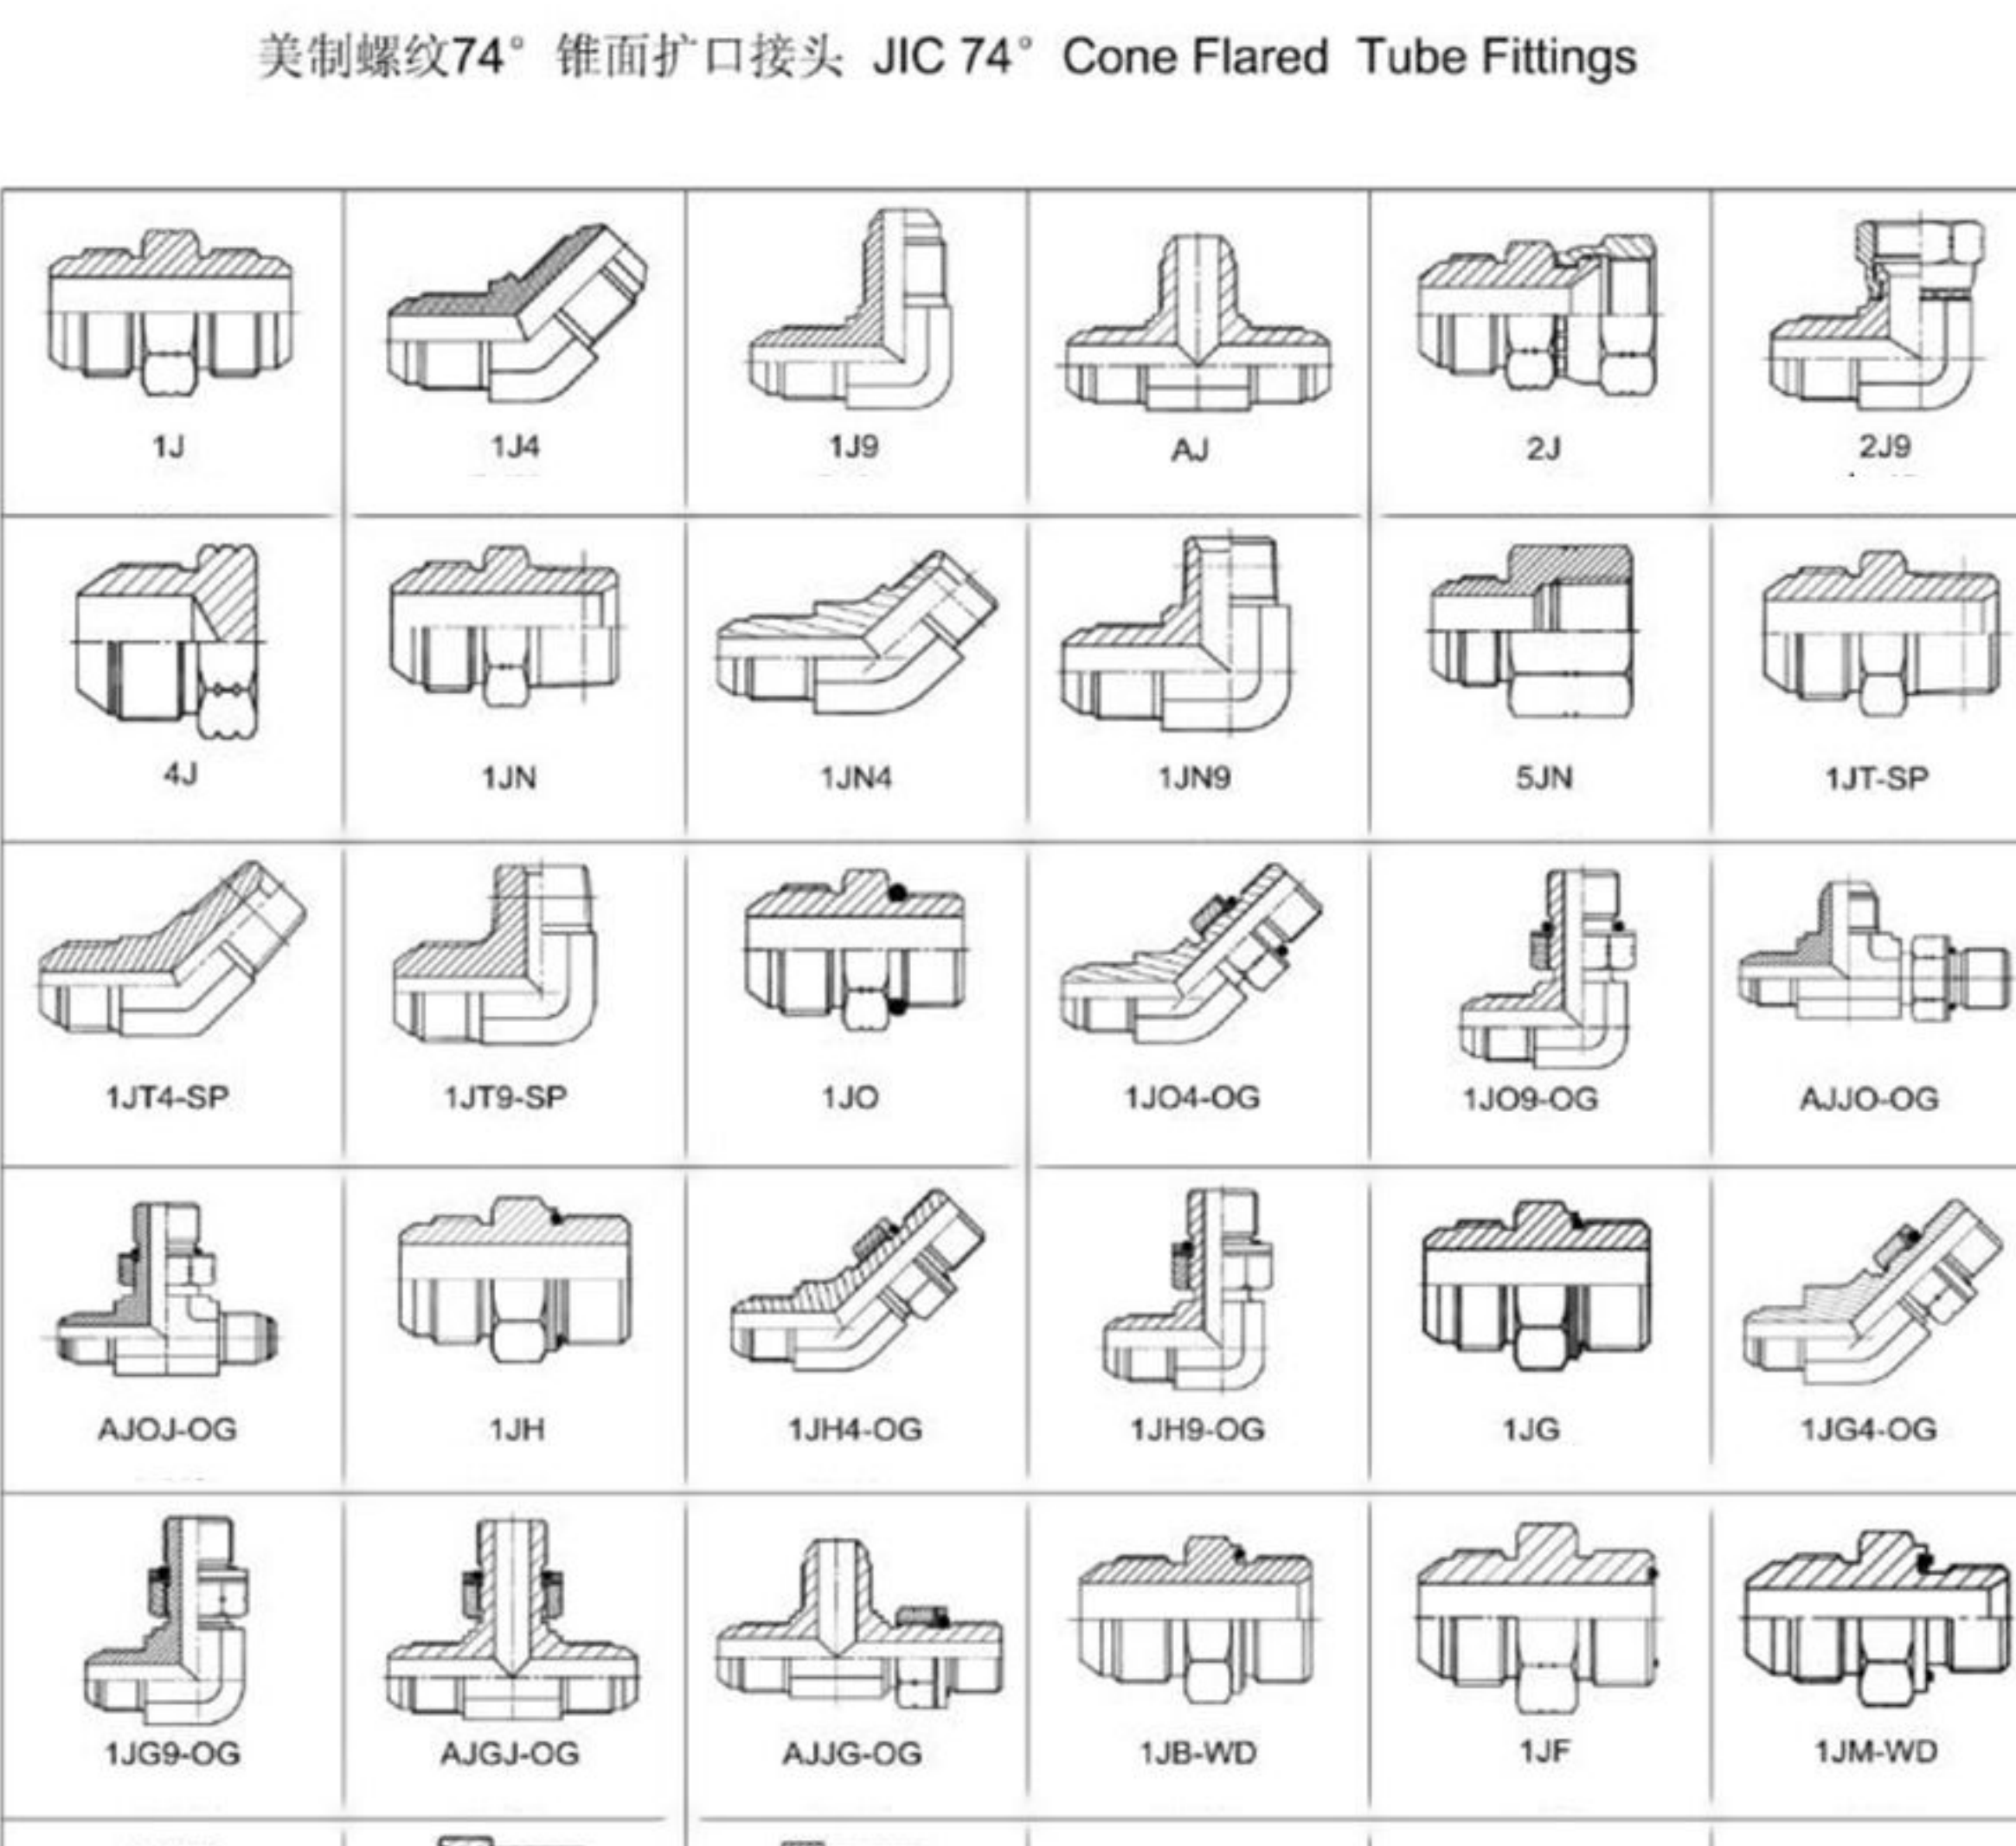 美制螺纹74° 锥面扩口接头 JIC 74° Cone Flared Tube Fittings
1J 1J4 1J9 AJ 2J 2J9
4J 1JN 1JN4 1JN9 5JN 1JT-SP
1JT4-SP 1JT9-SP 1JO 1JO4-OG 1JO9-OG AJJO-OG
AJOJ-OG 1JH 1JH4-OG 1JH9-OG 1JG 1JG4-OG
1JG9-OG AJGJ-OG AJJG-OG 1JB-WD 1JF 1JM-WD